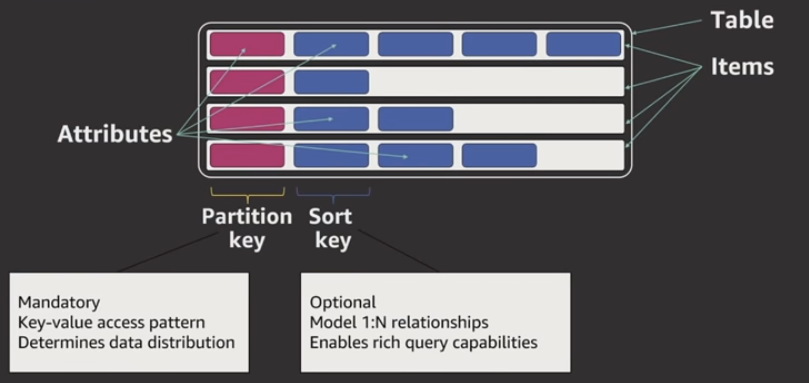 Table
Items
Attributes
Partition
key
Sort
key
Mandatory
Key-value access pattern
Determines data distribution
Optional
Model 1:N relationships
Enables rich query capabilities